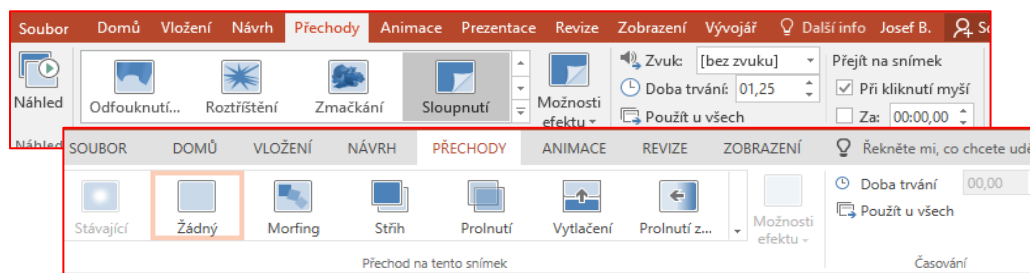 Soubor Domů Vložení Návrh Přechody Animace Prezentace Revize Zobrazení Vývojář Další info Josef B.
Náhled
Odfouknutí... Roztříštění Zmačkání Sloupnutí
Možnosti
efektu
Zvuk: [bez zvuku]
Doba trvání: 01,25
Použít u všech
Přejít na snímek
Při kliknutí myší
Za: 00:00,00
Náhled
SOUBOR DOMŮ VLOŽENÍ NÁVRH PŘECHODY ANIMACE REVIZE ZOBRAZENÍ Řekněte mi, co chcete udě
Stávající Žádný Morfing Střih Prolnutí Vytlačení Prolnutí z...
Možnosti
efektu
Doba trvání 00,00
Použít u všech
Přechod na tento snímek Časování